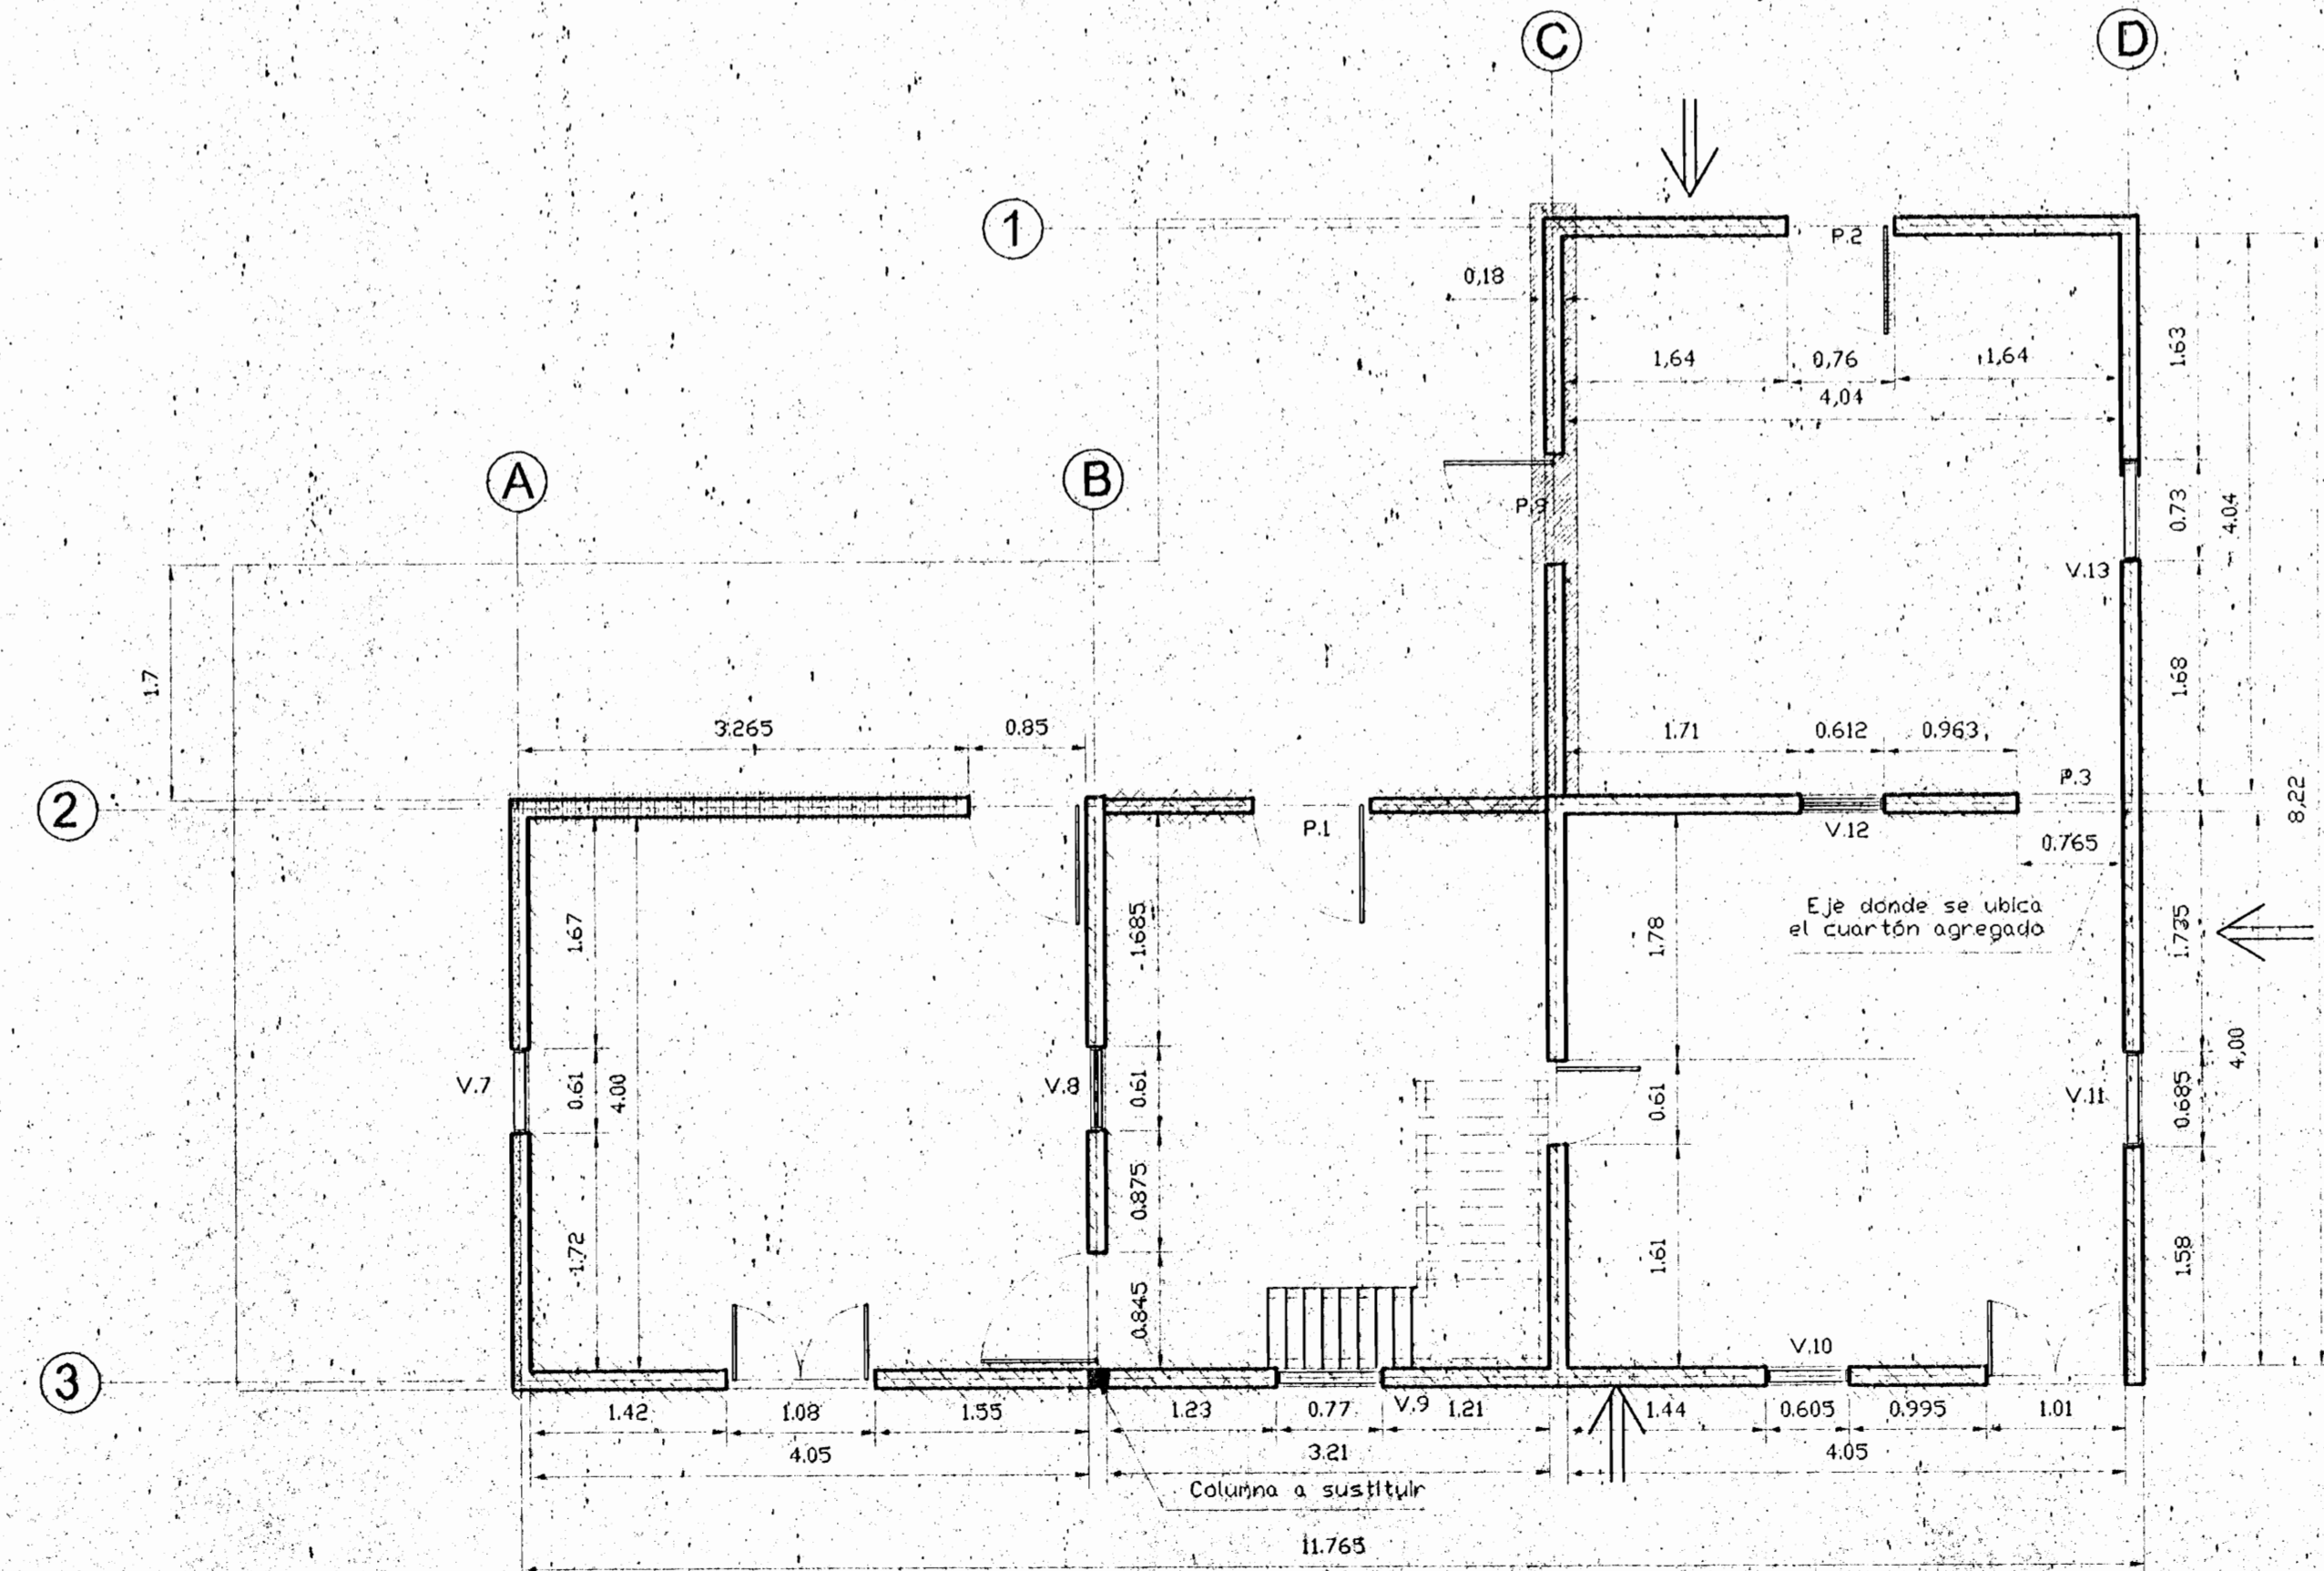 C D
1
P.2
0,18
1,64 0,76 1,64
4,04
1.63
A B
P.9
0.73 4.04
V.13
1.7
1.68
3.265 0.85
1.71 0.612 0.963
2
P.3
P.1
V.12
0.765
8,22
Eje donde se ubica
el cuartón agregado
1.67
1.685
1.78
1.735
V.7
0.61 4.00
V.8
0.61
0.61
V.11
0.685
4,00
0.875
1.72
1.61
1.58
0.845
V.10
3
1.42 1.08 1.55 1.23 0.77 V.9 1.21 1.44 0.605 0.995 1.01
4.05 3.21 4.05
Columna a sustituir
11.765